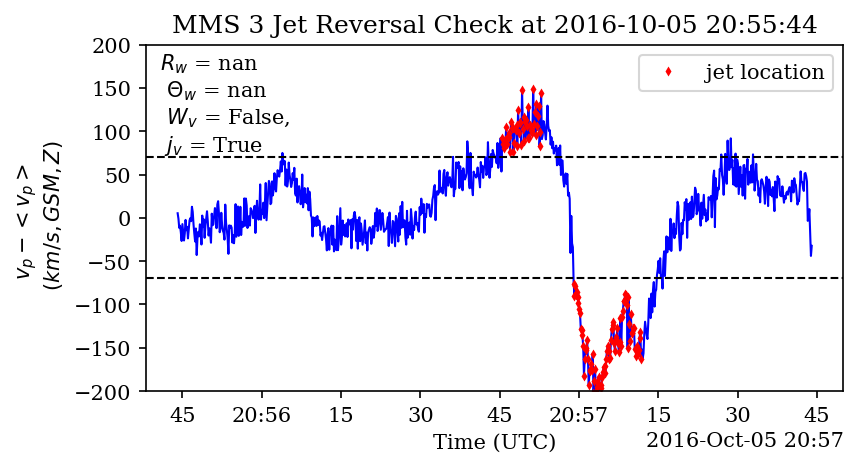 MMS 3 Jet Reversal Check at 2016-10-05 20:55:44
R_w = nan
Θ_w = nan
W_v = False,
j_v = True
jet location
v_p − < v_p >
(km/s, GSM, Z)
200
150
100
50
0
−50
−100
−150
−200
45 20:56 15 30 45 20:57 15 30 45
Time (UTC)
2016-Oct-05 20:57